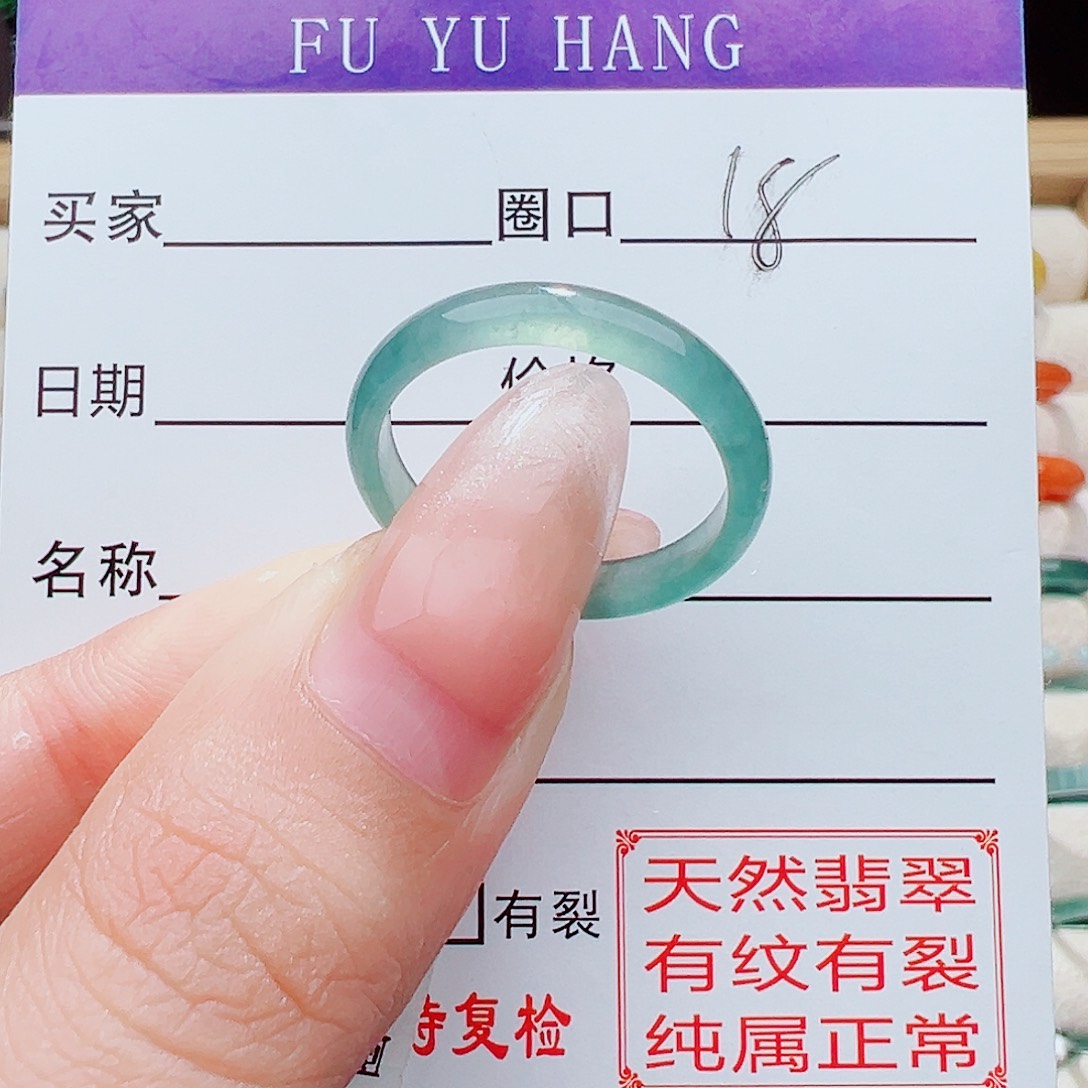 FU YU HANG
买家 圈口 18
日期
名称
有裂
复检
天然翡翠
有纹有裂
纯属正常